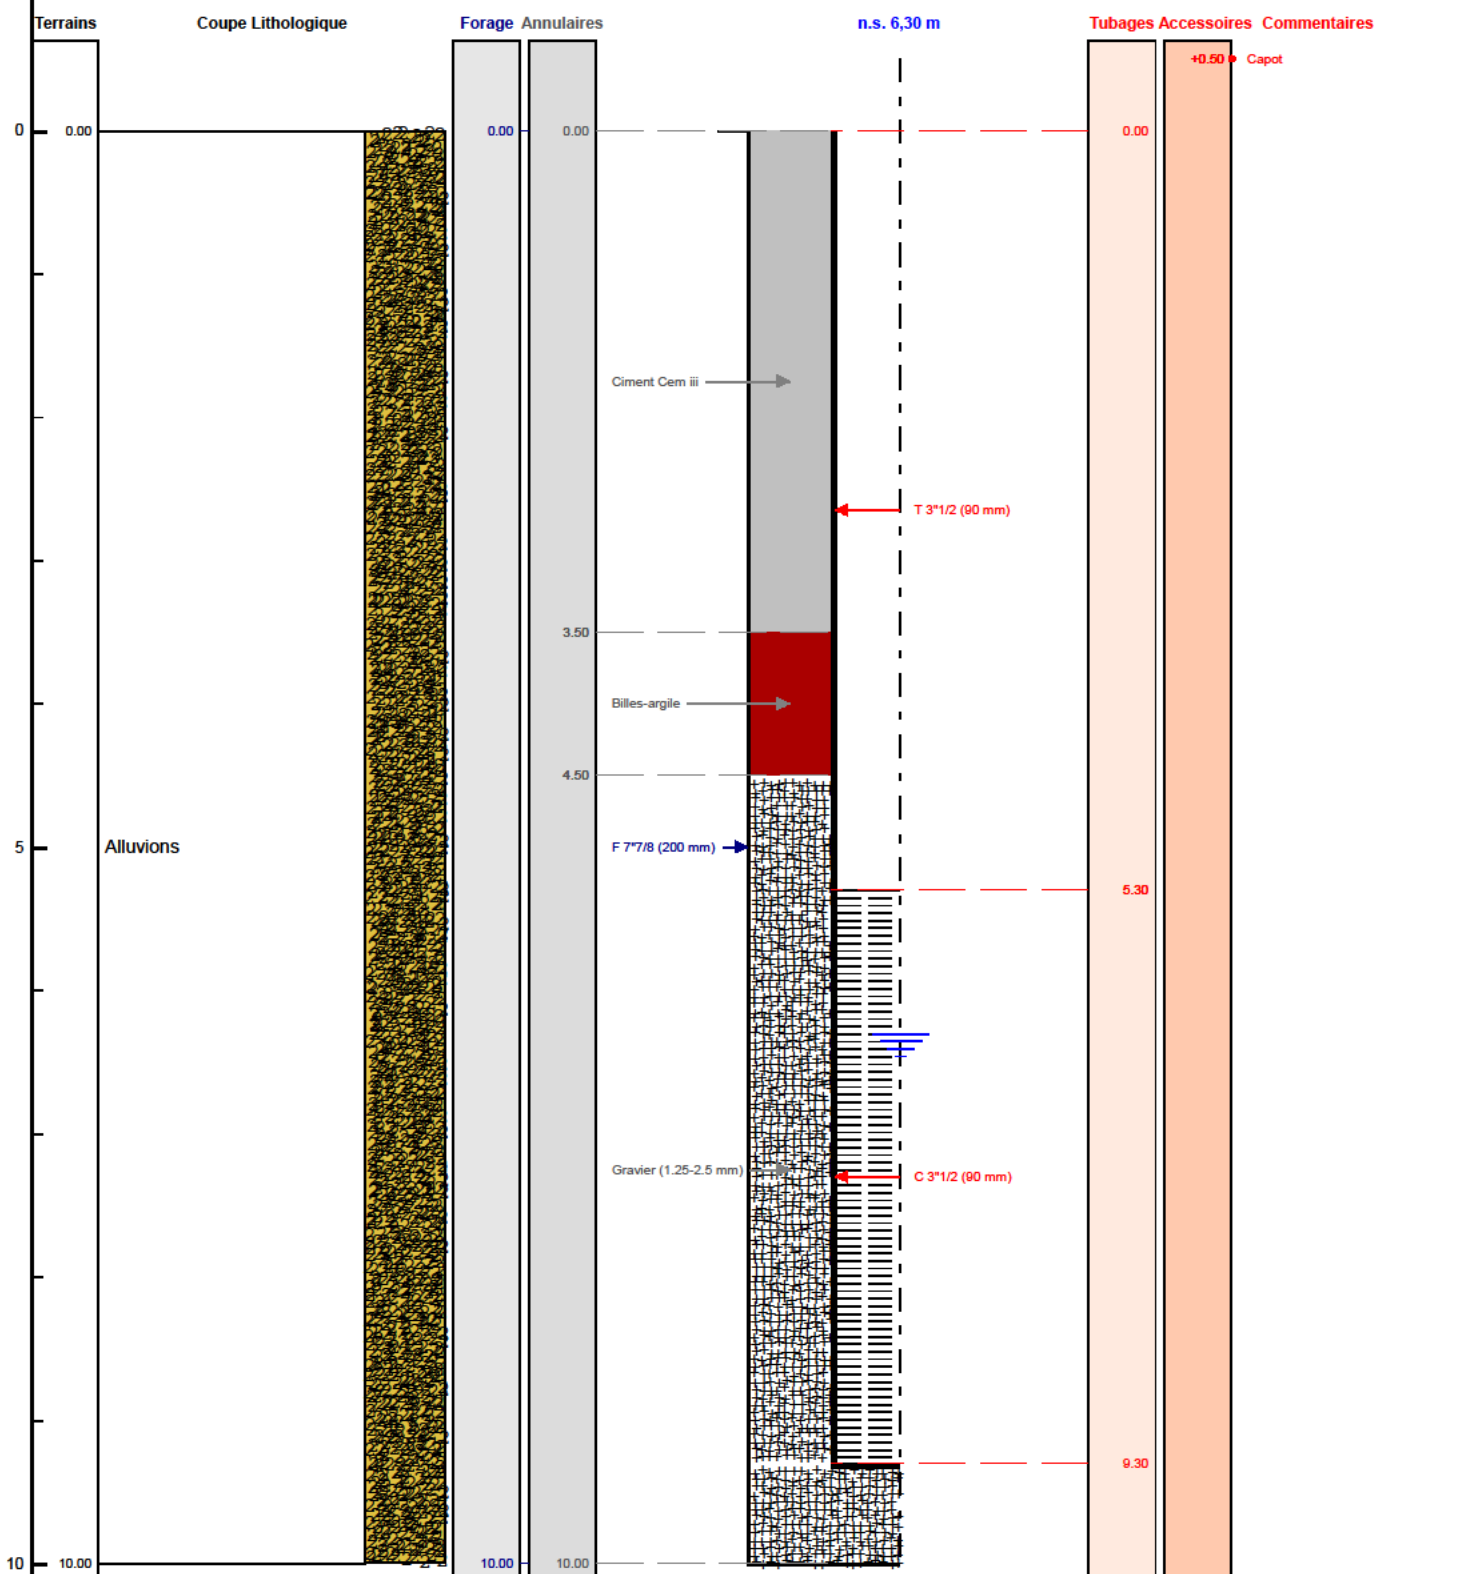 Terrains Coupe Lithologique Forage Annulaires n.s. 6,30 m Tubages Accessoires Commentaires
+0.50 Capot
0 0.00 0.00 0.00 0.00
Ciment Cem iii
T 3"1/2 (90 mm)
3.50
Billes-argile
4.50
5 Alluvions F 7"7/8 (200 mm)
5.30
Gravier (1.25-2.5 mm) C 3"1/2 (90 mm)
9.30
10 10.00 10.00 10.00